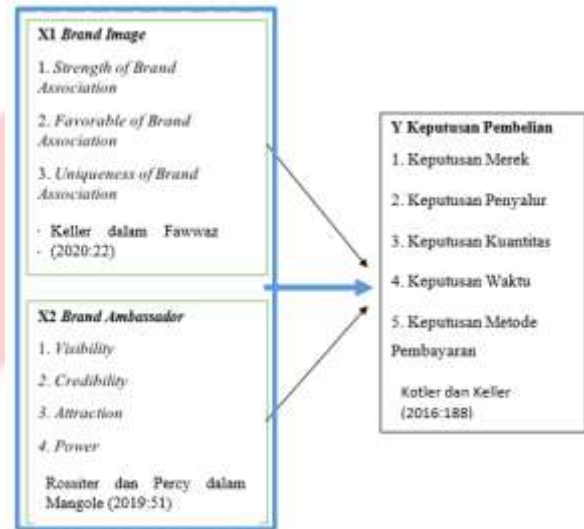 X1 Brand Image
1. Strength of Brand
Association
2. Favorable of Brand
Association
3. Uniqueness of Brand
Association
- Keller dalam Fawwaz
- (2020:22)
X2 Brand Ambassador
1. Visibility
2. Credibility
3. Attraction
4. Power
Rossiter dan Percy dalam
Mangole (2019:51)
Y Keputusan Pembelian
1. Keputusan Merek
2. Keputusan Penyalur
3. Keputusan Kuantitas
4. Keputusan Waktu
5. Keputusan Metode
Pembayaran
Kotler dan Keller
(2016:188)